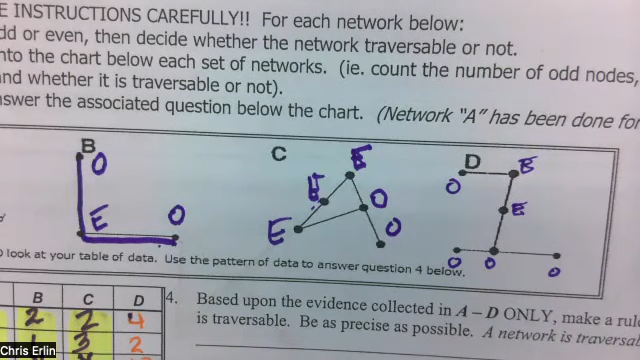 E INSTRUCTIONS CAREFULLY!! For each network below:
dd or even, then decide whether the network traversable or not.
nto the chart below each set of networks. (ie. count the number of odd nodes,
nd whether it is traversable or not).
nswer the associated question below the chart. (Network "A" has been done for
B C D
O E E
E O O
E E O O
O E
O O O
look at your table of data. Use the pattern of data to answer question 4 below.
B C D
2 2 4
3 2
4. Based upon the evidence collected in A – D ONLY, make a rule
is traversable. Be as precise as possible. A network is traversa
Chris Erlin